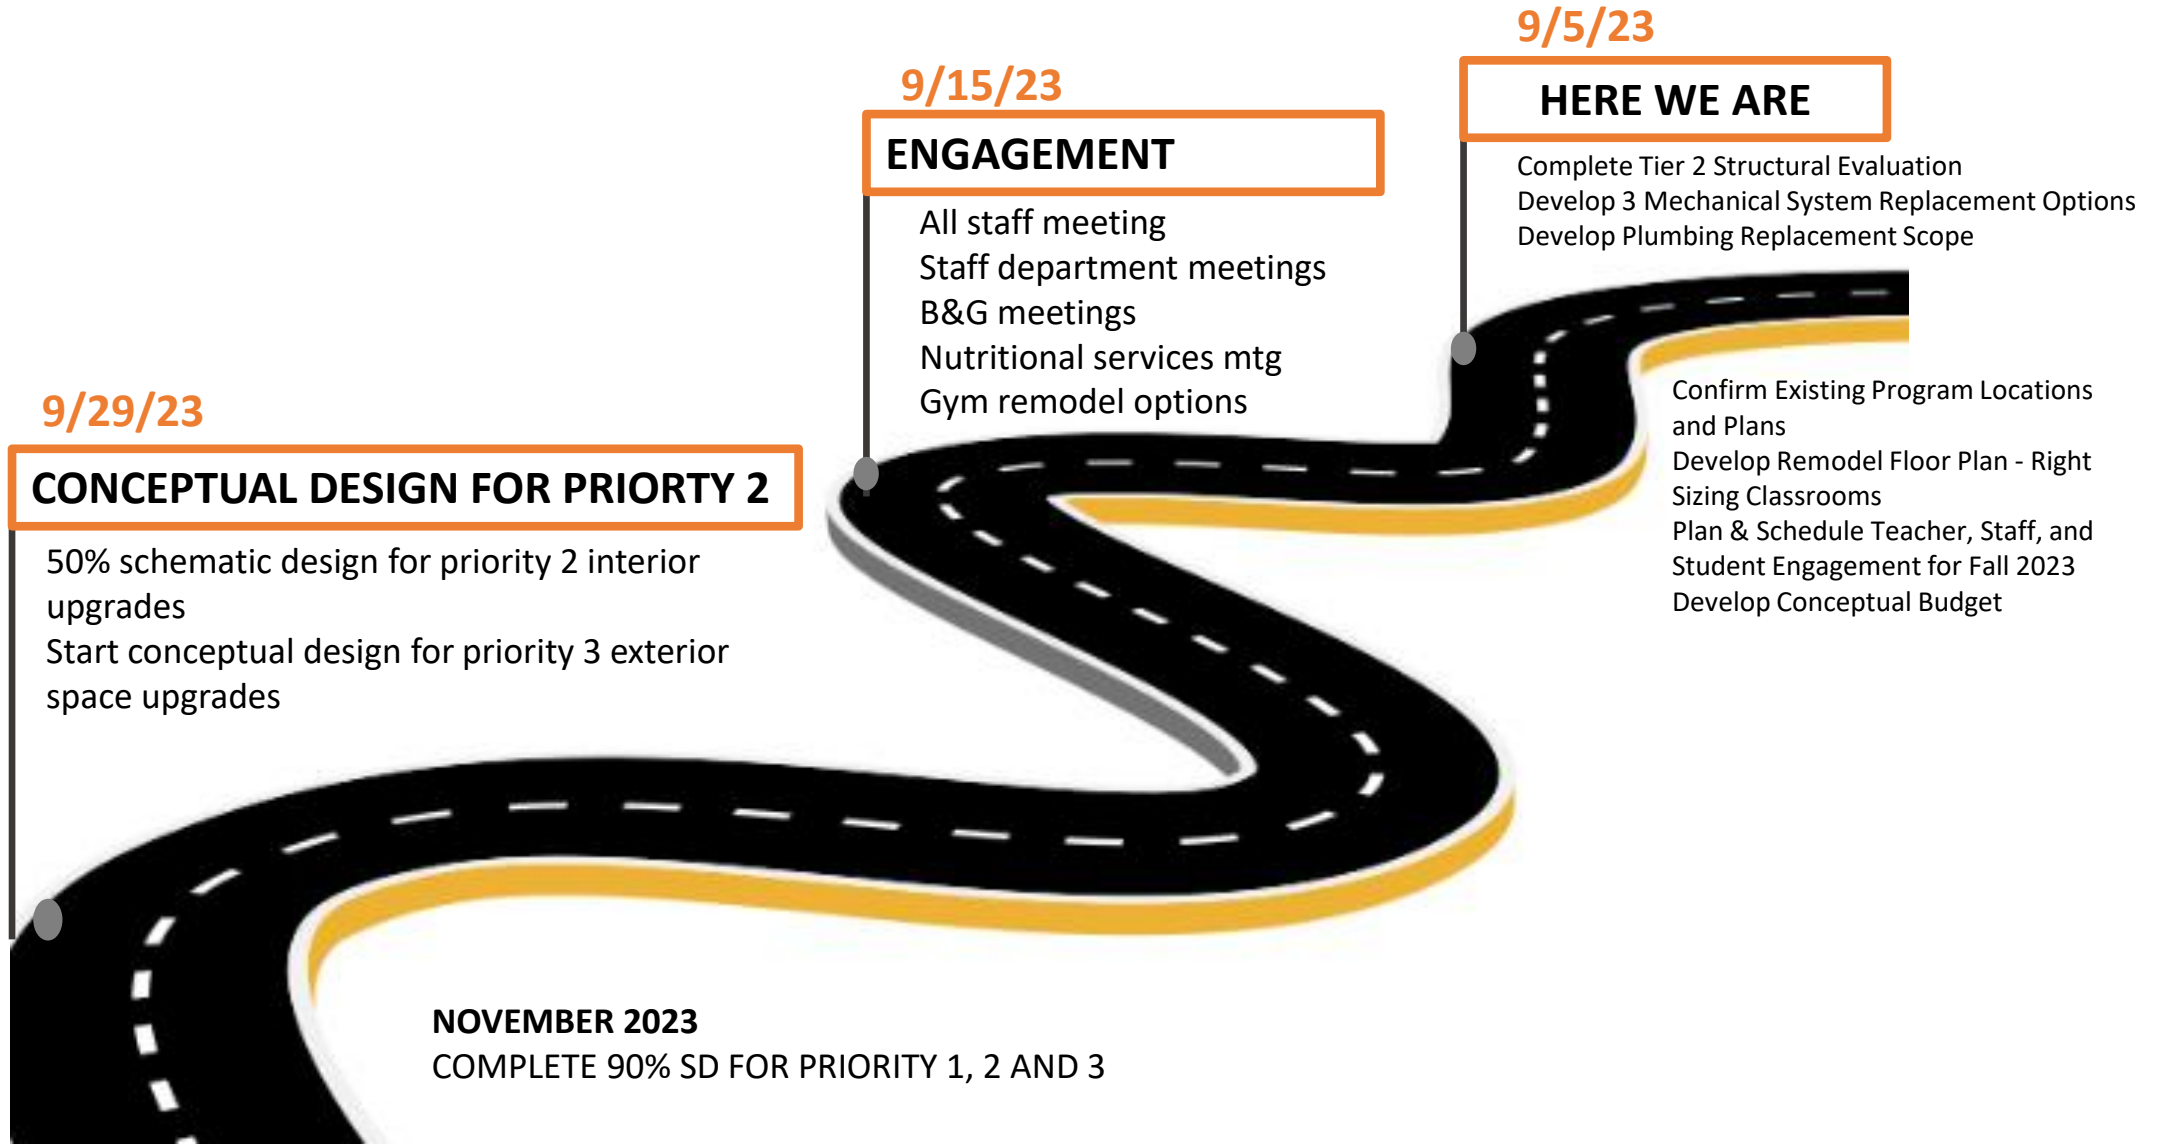 9/5/23
HERE WE ARE
Complete Tier 2 Structural Evaluation
Develop 3 Mechanical System Replacement Options
Develop Plumbing Replacement Scope
Confirm Existing Program Locations
and Plans
Develop Remodel Floor Plan - Right
Sizing Classrooms
Plan & Schedule Teacher, Staff, and
Student Engagement for Fall 2023
Develop Conceptual Budget
9/15/23
ENGAGEMENT
All staff meeting
Staff department meetings
B&G meetings
Nutritional services mtg
Gym remodel options
9/29/23
CONCEPTUAL DESIGN FOR PRIORTY 2
50% schematic design for priority 2 interior
upgrades
Start conceptual design for priority 3 exterior
space upgrades
NOVEMBER 2023
COMPLETE 90% SD FOR PRIORITY 1, 2 AND 3